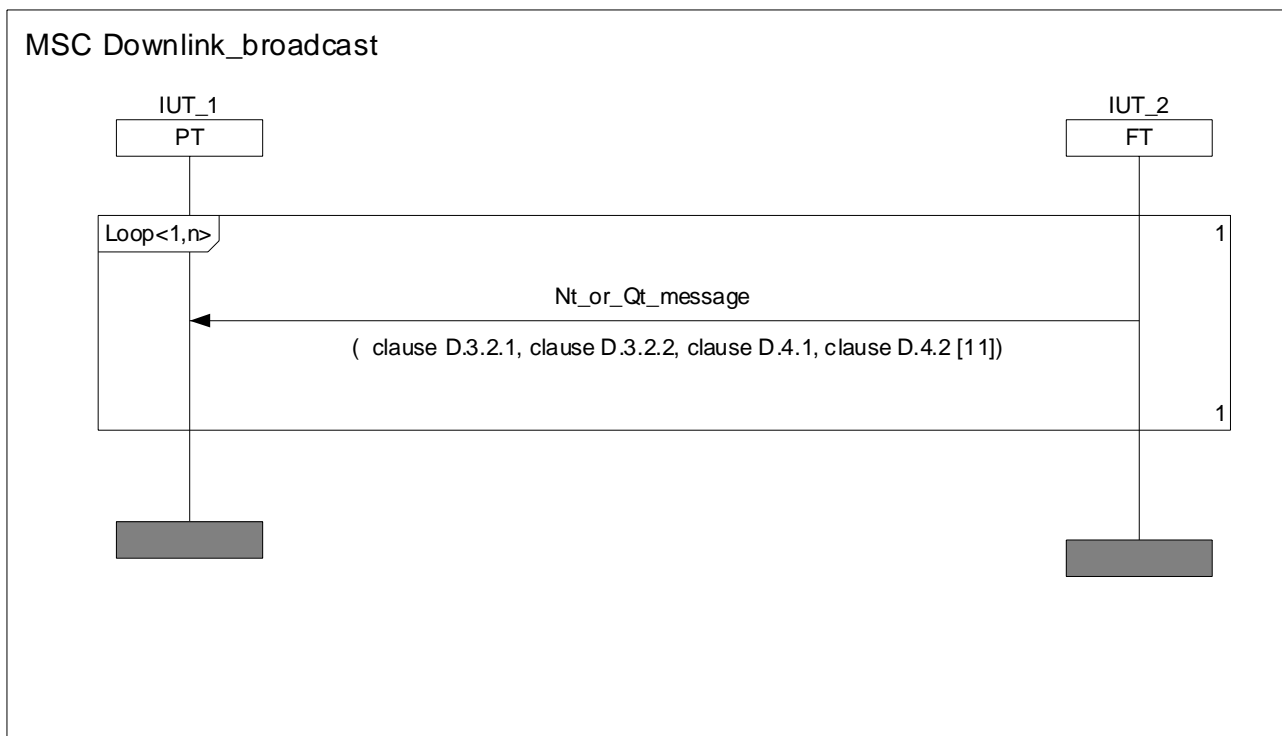 MSC Downlink_broadcast
IUT_1
IUT_2
PT
FT
Loop<1,n>
1
Nt_or_Qt_message
( clause D.3.2.1, clause D.3.2.2, clause D.4.1, clause D.4.2 [11])
1